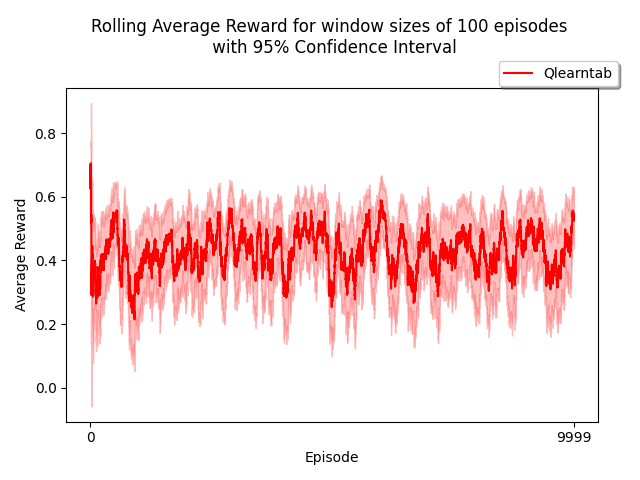 Rolling Average Reward for window sizes of 100 episodes
with 95% Confidence Interval
Qlearntab
Average Reward
0.8
0.6
0.4
0.2
0.0
0 9999
Episode